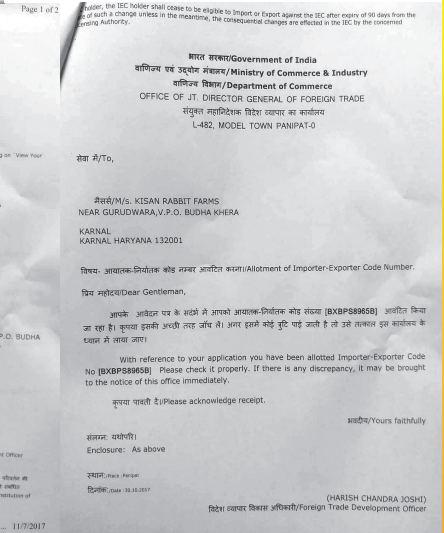 Page 1 of 2
holder, the IEC holder shall cease to be eligible to Import or Export against the IEC after expiry of 90 days from the
of such a change unless in the meantime, the consequential changes are effected in the IEC by the concerned
Authority.
भारत सरकार/Government of India
वाणिज्य एवं उद्योग मंत्रालय/Ministry of Commerce & Industry
वाणिज्य विभाग/Department of Commerce
OFFICE OF JT. DIRECTOR GENERAL OF FOREIGN TRADE
संयुक्त महानिदेशक विदेश व्यापार का कार्यालय
L-482, MODEL TOWN PANIPAT-0
on "View Your
सेवा में/To,
मैसर्स/M/s. KISAN RABBIT FARMS
NEAR GURUDWARA,V.P.O. BUDHA KHERA
KARNAL
KARNAL HARYANA 132001
विषय- आयातक-निर्यातक कोड नम्बर आवंटित करना।/Allotment of Importer-Exporter Code Number.
प्रिय महोदय/Dear Gentleman,
आपके आवेदन पत्र के संदर्भ में आपको आयातक-निर्यातक कोड संख्या [BXBPS8965B] आवंटित किया
जा रहा है। कृपया इसकी अच्छी तरह जाँच लें। अगर इसमें कोई त्रुटि पाई जाती है तो उसे तत्काल इस कार्यालय के
ध्यान में लाया जाए।
P.O. BUDHA
With reference to your application you have been allotted Importer-Exporter Code
No [BXBPS8965B] Please check it properly. If there is any discrepancy, it may be brought
to the notice of this office immediately.
कृपया पावती दें।/Please acknowledge receipt.
भवदीय/Yours faithfully
संलग्न: यथोपरि।
Enclosure: As above
Officer
स्थान:/Place : Panipat
दिनांक:/Date :
(HARISH CHANDRA JOSHI)
विदेश व्यापार विकास अधिकारी/Foreign Trade Development Officer
11/7/2017